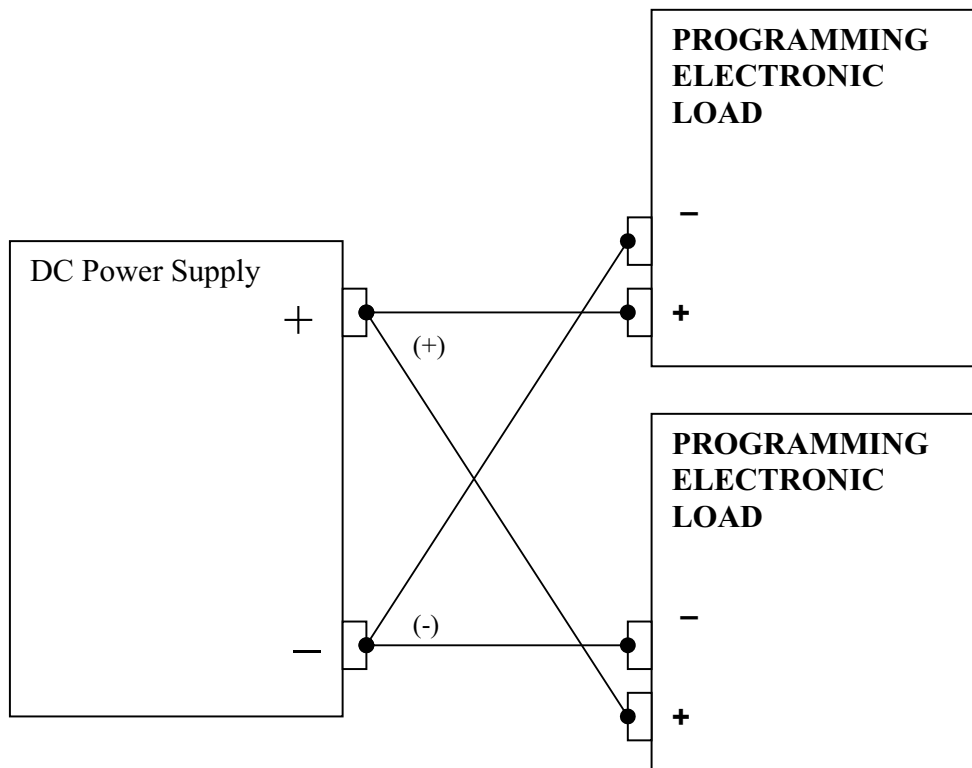 PROGRAMMING
ELECTRONIC
LOAD
−
+
DC Power Supply
+
(+)
−
(-)
PROGRAMMING
ELECTRONIC
LOAD
−
+